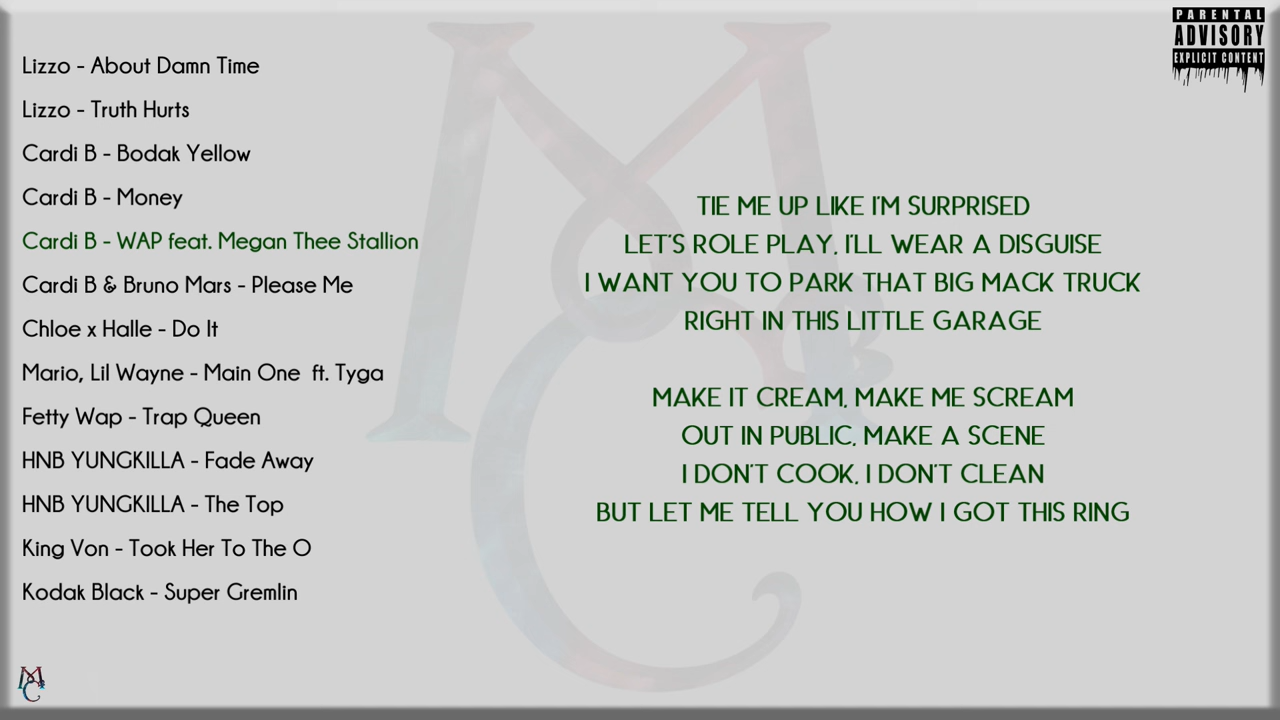 Lizzo - About Damn Time
Lizzo - Truth Hurts
Cardi B - Bodak Yellow
Cardi B - Money
Cardi B - WAP feat. Megan Thee Stallion
Cardi B & Bruno Mars - Please Me
Chloe x Halle - Do It
Mario, Lil Wayne - Main One ft. Tyga
Fetty Wap - Trap Queen
HNB YUNGKILLA - Fade Away
HNB YUNGKILLA - The Top
King Von - Took Her To The O
Kodak Black - Super Gremlin
TIE ME UP LIKE I'M SURPRISED
LET'S ROLE PLAY, I'LL WEAR A DISGUISE
I WANT YOU TO PARK THAT BIG MACK TRUCK
RIGHT IN THIS LITTLE GARAGE
MAKE IT CREAM, MAKE ME SCREAM
OUT IN PUBLIC, MAKE A SCENE
I DON'T COOK, I DON'T CLEAN
BUT LET ME TELL YOU HOW I GOT THIS RING
PARENTAL
ADVISORY
EXPLICIT CONTENT